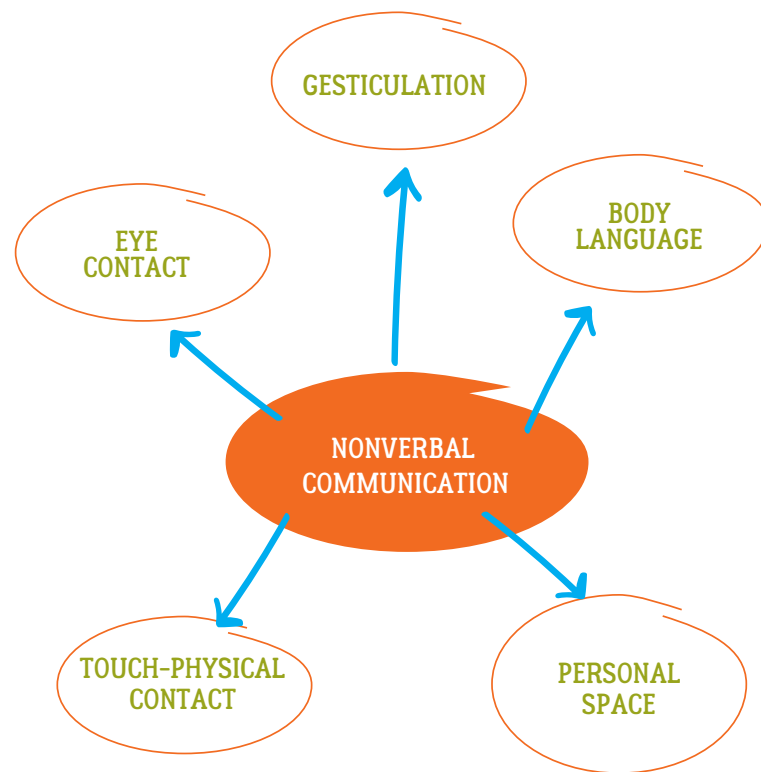 GESTICULATION
BODY
LANGUAGE
EYE
CONTACT
NONVERBAL
COMMUNICATION
TOUCH-PHYSICAL
CONTACT
PERSONAL
SPACE